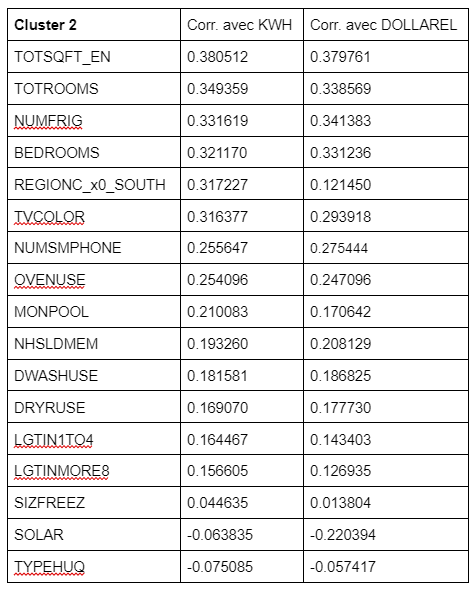 Cluster 2 Corr. avec KWH Corr. avec DOLLAREL
TOTSQFT_EN 0.380512 0.379761
TOTROOMS 0.349359 0.338569
NUMFRIG 0.331619 0.341383
BEDROOMS 0.321170 0.331236
REGIONC_x0_SOUTH 0.317227 0.121450
TVCOLOR 0.316377 0.293918
NUMSMPHONE 0.255647 0.275444
OVENUSE 0.254096 0.247096
MONPOOL 0.210083 0.170642
NHSLDMEM 0.193260 0.208129
DWASHUSE 0.181581 0.186825
DRYRUSE 0.169070 0.177730
LGTIN1TO4 0.164467 0.143403
LGTINMORE8 0.156605 0.126935
SIZFREEZ 0.044635 0.013804
SOLAR -0.063835 -0.220394
TYPEHUQ -0.075085 -0.057417